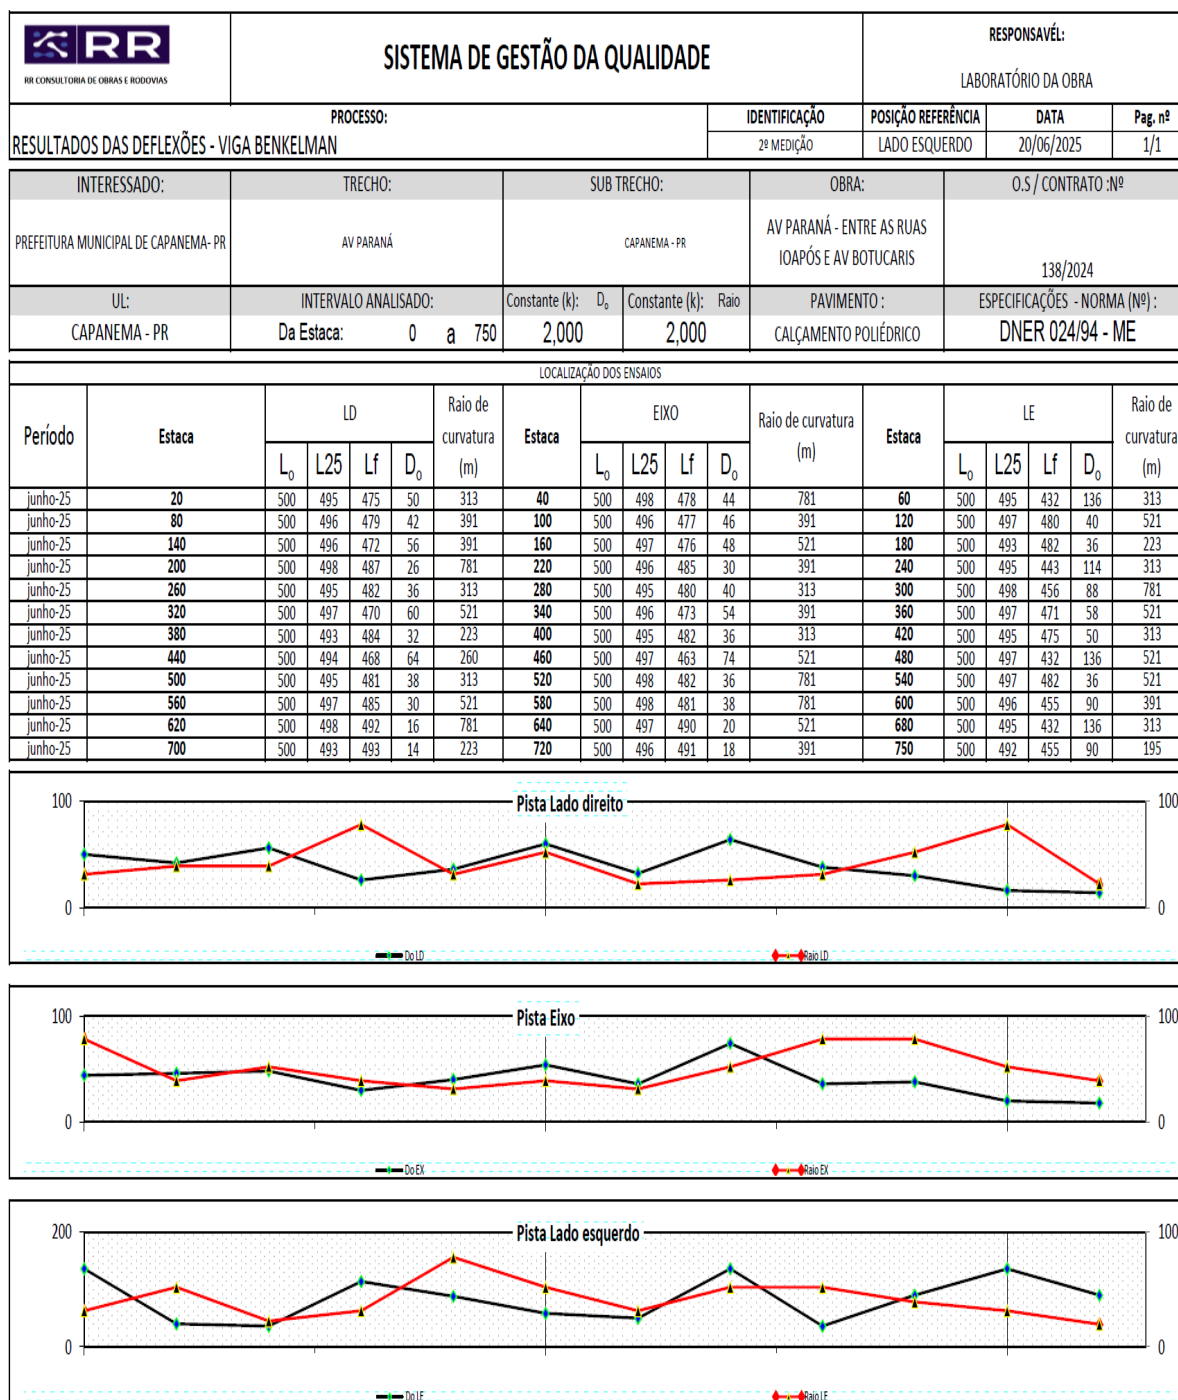 RR
RR CONSULTORIA DE OBRAS E RODOVIAS
SISTEMA DE GESTÃO DA QUALIDADE
RESPONSAVÉL:
LABORATÓRIO DA OBRA
PROCESSO: IDENTIFICAÇÃO POSIÇÃO REFERÊNCIA DATA Pag. nº
RESULTADOS DAS DEFLEXÕES - VIGA BENKELMAN 2º MEDIÇÃO LADO ESQUERDO 20/06/2025 1/1
INTERESSADO: TRECHO: SUB TRECHO: OBRA: O.S / CONTRATO :Nº
PREFEITURA MUNICIPAL DE CAPANEMA- PR AV PARANÁ CAPANEMA - PR AV PARANÁ - ENTRE AS RUAS
IOAPÓS E AV BOTUCARIS 138/2024
UL: INTERVALO ANALISADO: Constante (k): D₀ Constante (k): Raio PAVIMENTO : ESPECIFICAÇÕES - NORMA (Nº) :
CAPANEMA - PR Da Estaca: 0 a 750 2,000 2,000 CALÇAMENTO POLIÉDRICO DNER 024/94 - ME
LOCALIZAÇÃO DOS ENSAIOS
Período Estaca LD Raio de curvatura (m) Estaca EIXO Raio de curvatura (m) Estaca LE Raio de curvatura (m)
L₀ L25 Lf D₀ L₀ L25 Lf D₀ L₀ L25 Lf D₀
junho-25 20 500 495 475 50 313 40 500 498 478 44 781 60 500 495 432 136 313
junho-25 80 500 496 479 42 391 100 500 496 477 46 391 120 500 497 480 40 521
junho-25 140 500 496 472 56 391 160 500 497 476 48 521 180 500 493 482 36 223
junho-25 200 500 498 487 26 781 220 500 496 485 30 391 240 500 495 443 114 313
junho-25 260 500 495 482 36 313 280 500 495 480 40 313 300 500 498 456 88 781
junho-25 320 500 497 470 60 521 340 500 496 473 54 391 360 500 497 471 58 521
junho-25 380 500 493 484 32 223 400 500 495 482 36 313 420 500 495 475 50 313
junho-25 440 500 494 468 64 260 460 500 497 463 74 521 480 500 497 432 136 521
junho-25 500 500 495 481 38 313 520 500 498 482 36 781 540 500 497 482 36 521
junho-25 560 500 497 485 30 521 580 500 498 481 38 781 600 500 496 455 90 391
junho-25 620 500 498 492 16 781 640 500 497 490 20 521 680 500 495 432 136 313
junho-25 700 500 493 493 14 223 720 500 496 491 18 391 750 500 492 455 90 195
Pista Lado direito
100 100
0 0
Do LD Raio LD
Pista Eixo
100 100
0 0
Do EX Raio EX
Pista Lado esquerdo
200 100
0 0
Do LE Raio LE